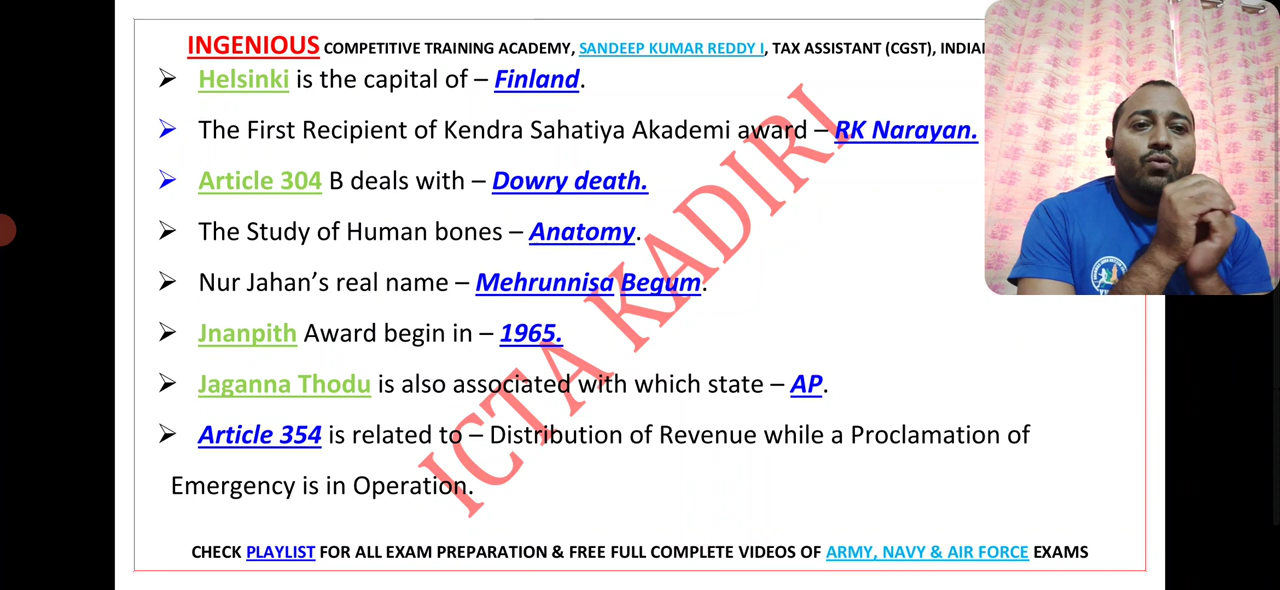 INGENIOUS COMPETITIVE TRAINING ACADEMY, SANDEEP KUMAR REDDY I, TAX ASSISTANT (CGST),
➢ Helsinki is the capital of – Finland.
➢ The First Recipient of Kendra Sahatiya Akademi award – RK Narayan.
➢ Article 304 B deals with – Dowry death.
➢ The Study of Human bones – Anatomy.
➢ Nur Jahan’s real name – Mehrunnisa Begum.
➢ Jnanpith Award begin in – 1965.
➢ Jaganna Thodu is also associated with which state – AP.
➢ Article 354 is related to – Distribution of Revenue while a Proclamation of
Emergency is in Operation.
ICTA KADIRI
CHECK PLAYLIST FOR ALL EXAM PREPARATION & FREE FULL COMPLETE VIDEOS OF ARMY, NAVY & AIR FORCE EXAMS